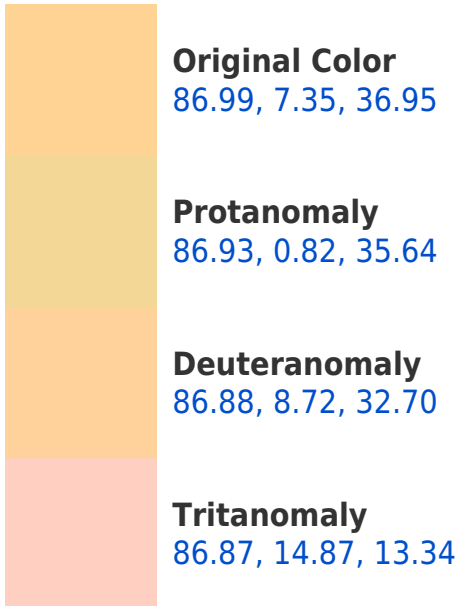 Original Color
86.99, 7.35, 36.95
Protanomaly
86.93, 0.82, 35.64
Deuteranomaly
86.88, 8.72, 32.70
Tritanomaly
86.87, 14.87, 13.34